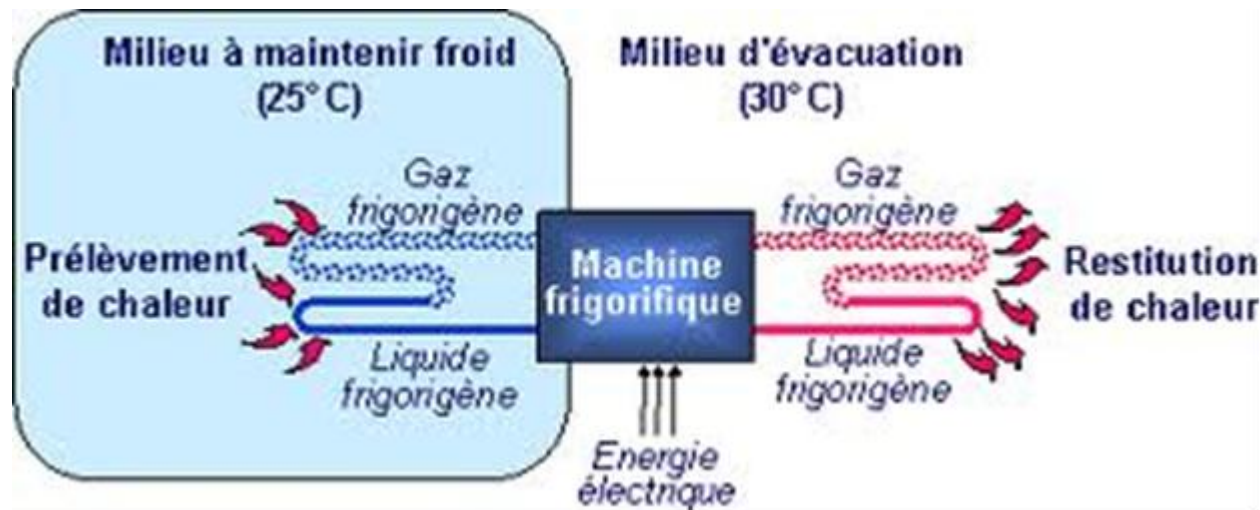 Milieu à maintenir froid
(25°C)
Milieu d'évacuation
(30°C)
Gaz
frigorigène
Gaz
frigorigène
Prélèvement
de chaleur
Machine
frigorifique
Restitution
de chaleur
Liquide
frigorigène
Liquide
frigorigène
Energie
électrique